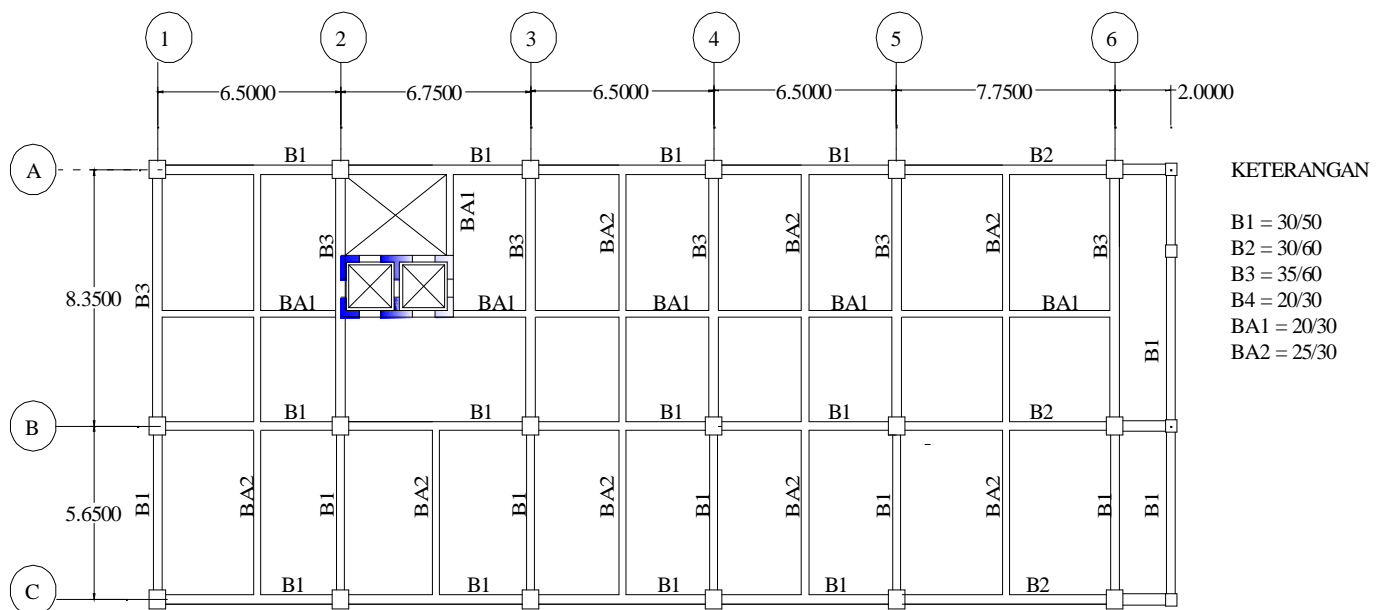 1 2 3 4 5 6
6.5000 6.7500 6.5000 6.5000 7.7500 2.0000
A
B1 B1 B1 B1 B2
KETERANGAN
B1 = 30/50
B2 = 30/60
B3 = 35/60
B4 = 20/30
BA1 = 20/30
BA2 = 25/30
BA1 BA2 BA2 BA2
B3 B3 B3 B3 B3
8.3500
B3
BA1 BA1 BA1 BA1 BA1
B1
B
B1 B1 B1 B1 B2
5.6500
B1 BA2 B1 BA2 B1 BA2 B1 BA2 B1 BA2 B1 B1
C
B1 B1 B1 B1 B2